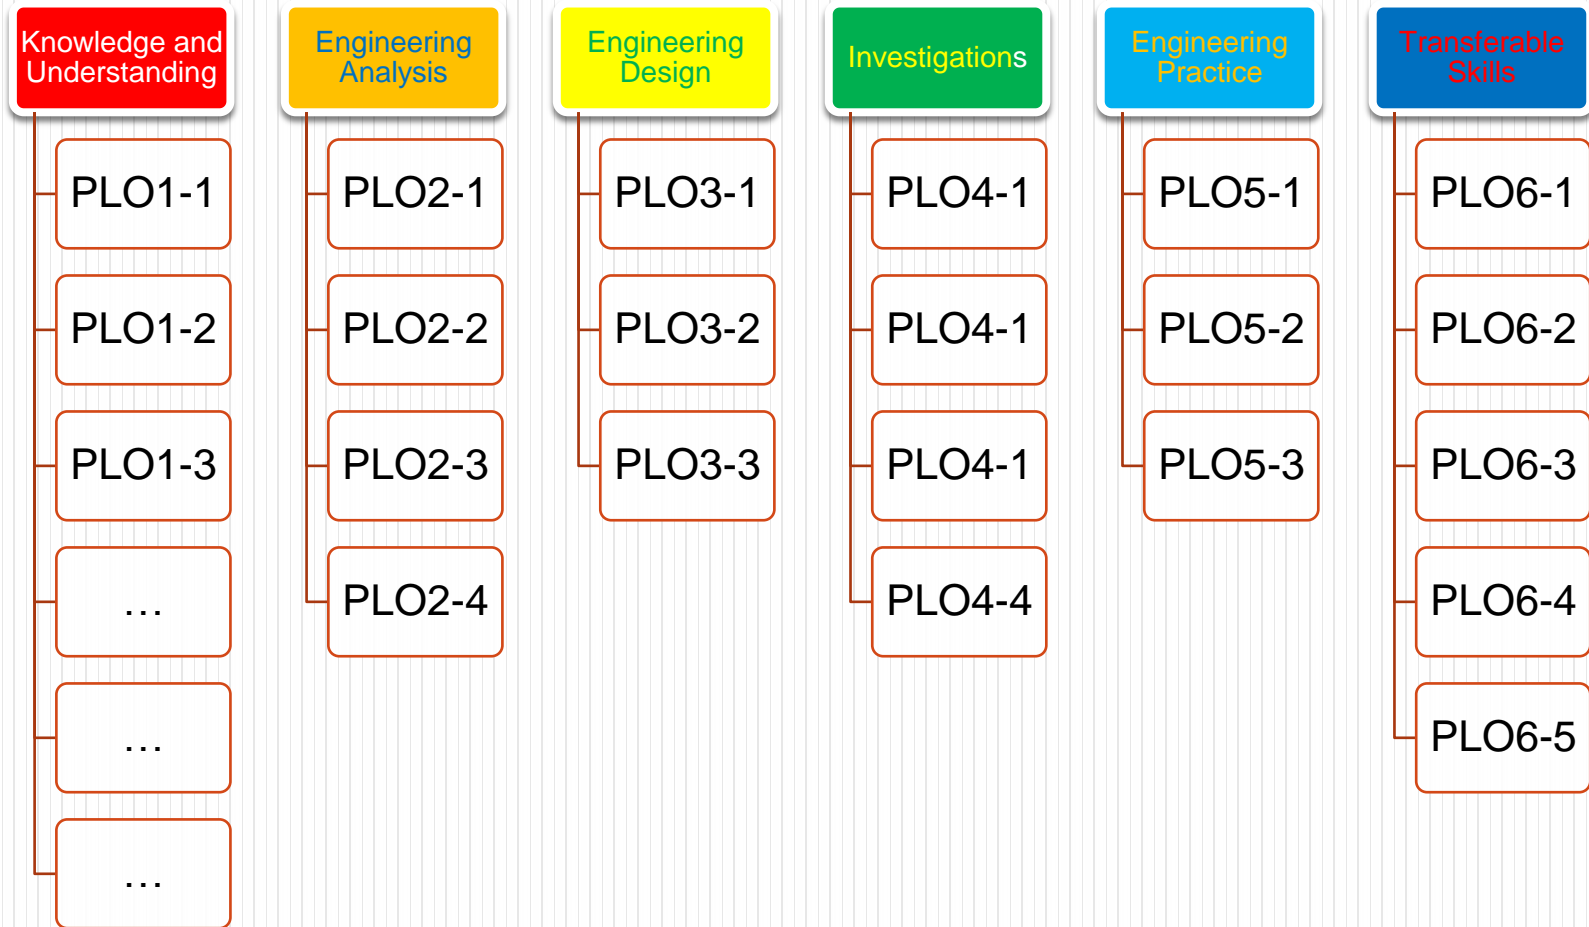 Knowledge and
Understanding
PLO1-1
PLO1-2
PLO1-3
…
…
…
Engineering
Analysis
PLO2-1
PLO2-2
PLO2-3
PLO2-4
Engineering
Design
PLO3-1
PLO3-2
PLO3-3
Investigations
PLO4-1
PLO4-1
PLO4-1
PLO4-4
Engineering
Practice
PLO5-1
PLO5-2
PLO5-3
Transferable
Skills
PLO6-1
PLO6-2
PLO6-3
PLO6-4
PLO6-5